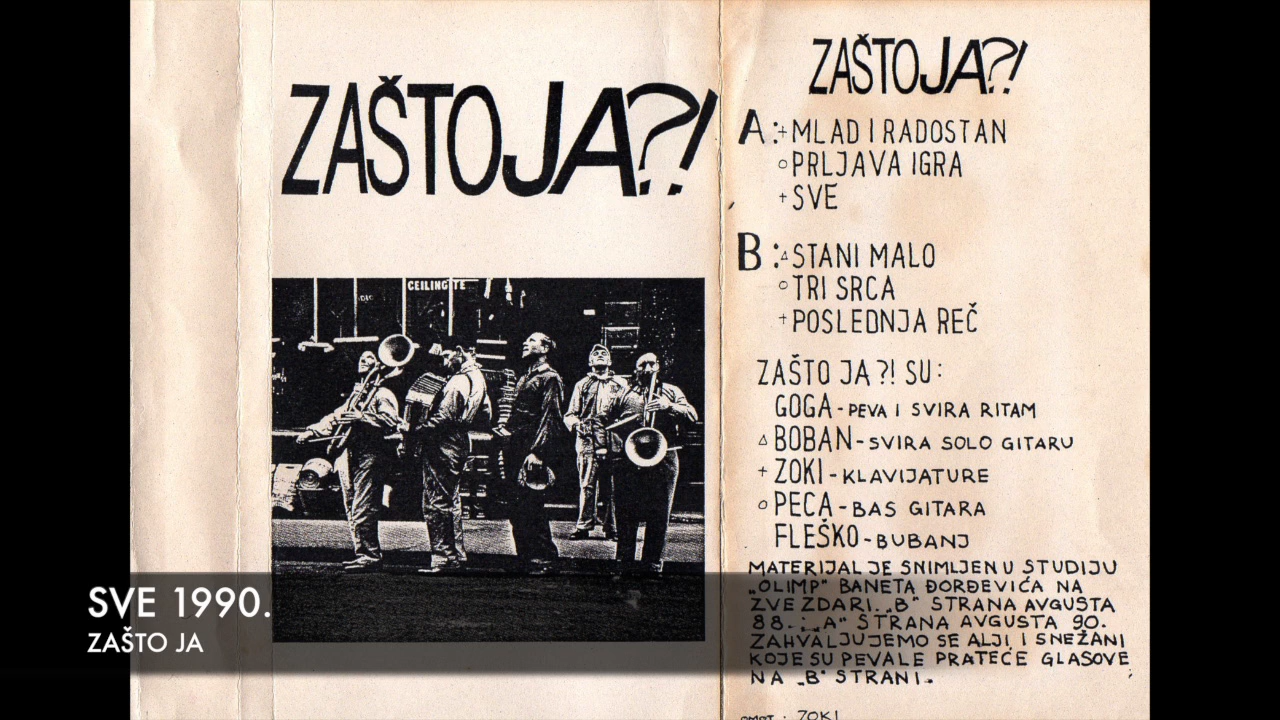 ZAŠTO JA?!
CEILING TE
ZAŠTO JA?!
A: + MLAD I RADOSTAN
o PRLJAVA IGRA
+ SVE
B: △ STANI MALO
o TRI SRCA
+ POSLEDNJA REČ
ZAŠTO JA?! SU:
GOGA - PEVA I SVIRA RITAM
△ BOBAN - SVIRA SOLO GITARU
+ ZOKI - KLAVIJATURE
o PECA - BAS GITARA
FLEŠKO - BUBANJ
MATERIJAL JE SNIMLJEN U STUDIJU
„OLIMP" BANETA ĐORĐEVIĆA NA
ZVEZDARI. „B" STRANA AVGUSTA
88. „A" STRANA AVGUSTA 90.
ZAHVALJUJEMO SE ALJI I SNEŽANI
KOJE SU PEVALE PRATEĆE GLASOVE
NA „B" STRANI.
OMOT: ZOKI
SVE 1990.
ZAŠTO JA